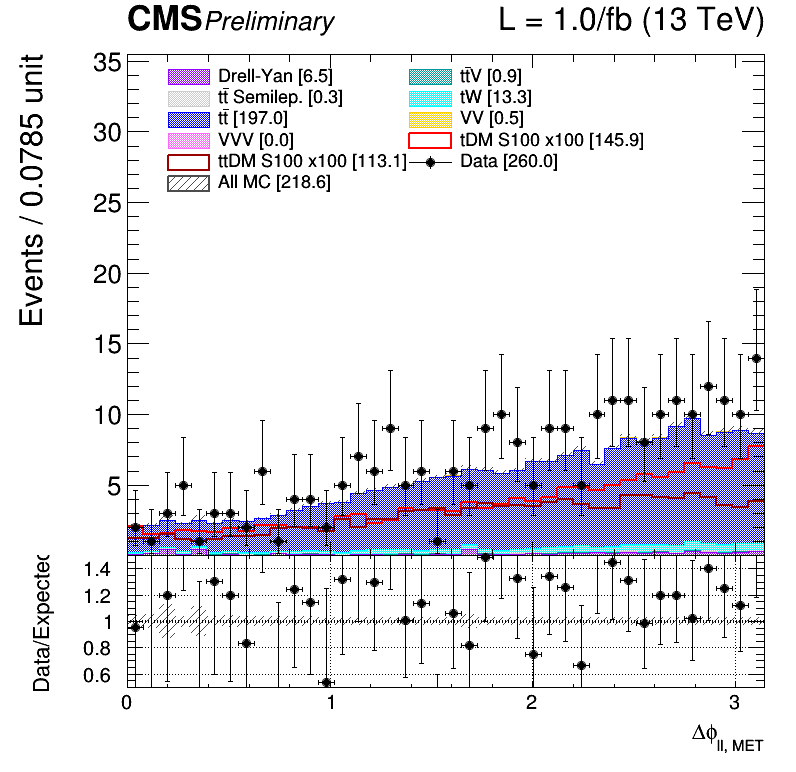 CMS Preliminary L = 1.0/fb (13 TeV)
Events / 0.0785 unit
35
30
25
20
15
10
5
Drell-Yan [6.5]
tt̄ Semilep. [0.3]
tt̄ [197.0]
VVV [0.0]
ttDM S100 x100 [113.1]
All MC [218.6]
tt̄V [0.9]
tW [13.3]
VV [0.5]
tDM S100 x100 [145.9]
Data [260.0]
Data/Expected
1.4
1.2
1
0.8
0.6
0 1 2 3
Δϕll, MET